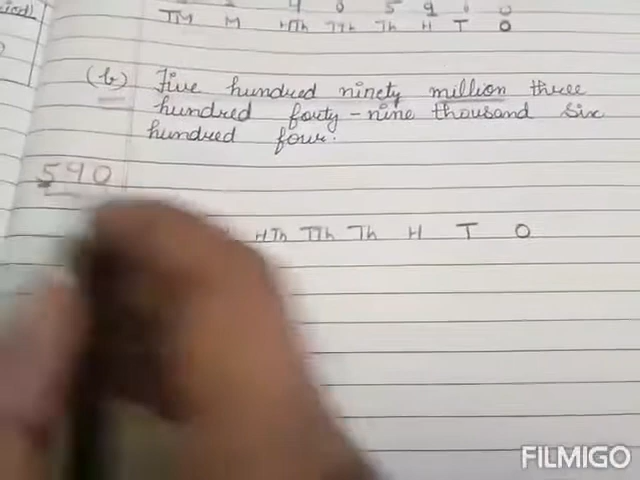 TM M HTh TTh Th H T O
(b) Five hundred ninety million three
hundred fourty-nine thousand six
hundred four.
590
HTh TTh Th H T O
FILMIGO